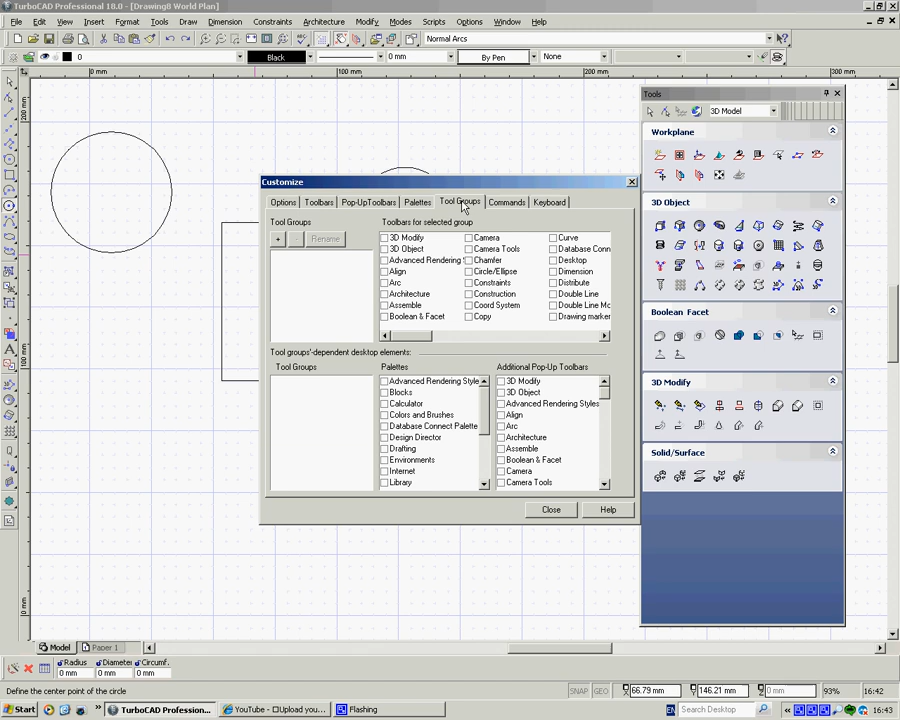 TurboCAD Professional 18.0 - [Drawing8 World Plan]
File Edit View Insert Format Tools Draw Dimension Constraints Architecture Modify Modes Scripts Options Window Help
Normal Arcs
0 Black 0 mm By Pen None
0 mm 100 mm 200 mm 300 mm
200 mm
100 mm
0 mm
Tools
3D Model
Workplane
3D Object
Boolean Facet
3D Modify
Solid/Surface
Customize
Options Toolbars Pop-UpToolbars Palettes Tool Groups Commands Keyboard
Tool Groups Toolbars for selected group
+ - Rename
3D Modify Camera Curve
3D Object Camera Tools Database Conn
Advanced Rendering Chamfer Desktop
Align Circle/Ellipse Dimension
Arc Constraints Distribute
Architecture Construction Double Line
Assemble Coord System Double Line Mo
Boolean & Facet Copy Drawing marker
Tool groups'-dependent desktop elements:
Tool Groups Palettes Additional Pop-Up Toolbars
Advanced Rendering Style 3D Modify
Blocks 3D Object
Calculator Advanced Rendering Styles
Colors and Brushes Align
Database Connect Palette Arc
Design Director Architecture
Drafting Assemble
Environments Boolean & Facet
Internet Camera
Library Camera Tools
Close Help
Model Paper 1
Radius Diameter Circumf.
0 mm 0 mm 0 mm
Define the center point of the circle
SNAP GEO X 66.79 mm Y 146.21 mm Z 0 mm 93% 16:42
Start TurboCAD Professional... YouTube - Upload you... Flashing EN Search Desktop 16:43